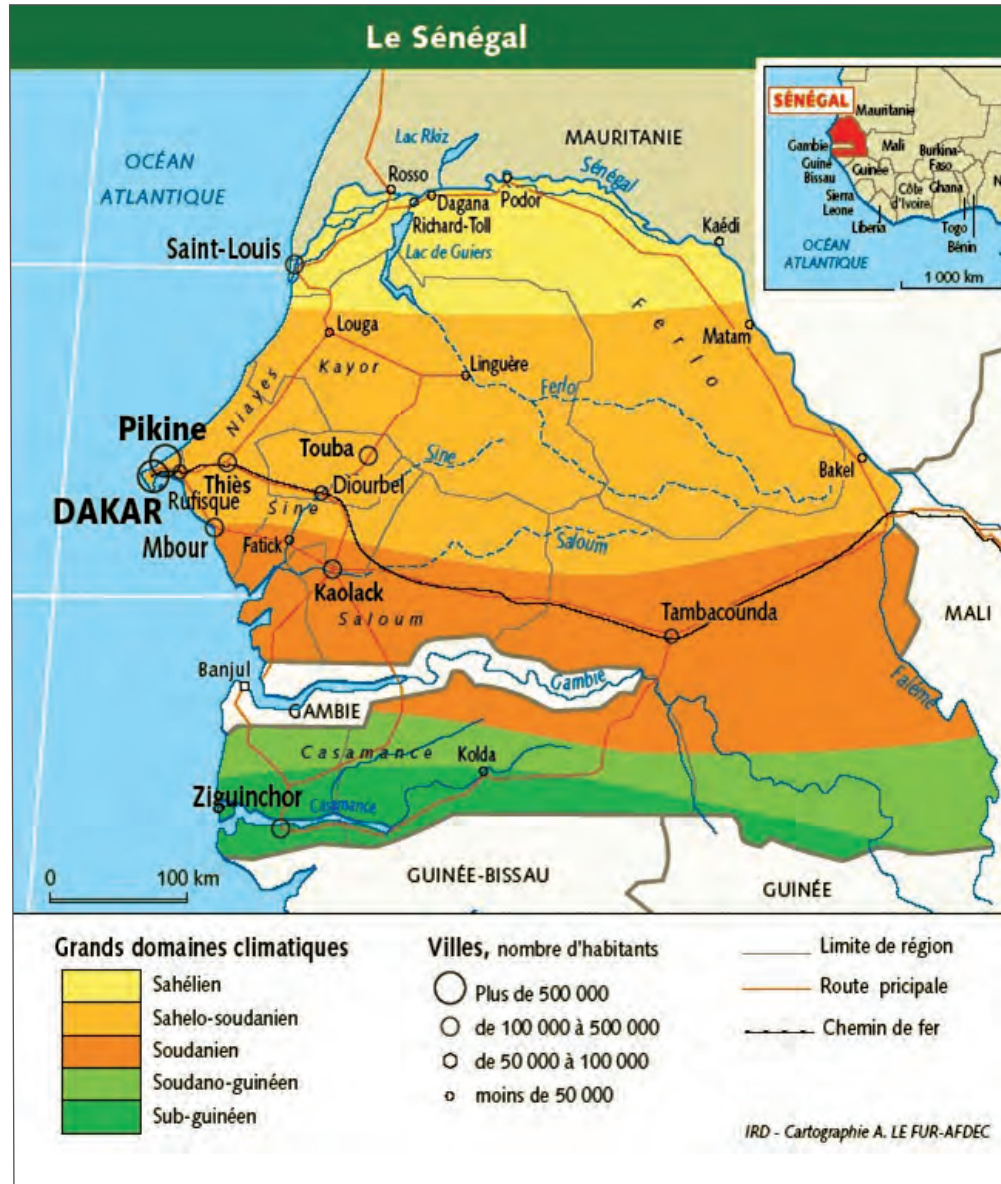 Le Sénégal
OCÉAN
ATLANTIQUE
Lac Rkiz
MAURITANIE
Rosso
Sénégal
Dagana
Podor
Richard-Toll
Kaédi
Saint-Louis
Lac de Guiers
Louga
Ferlo
Matam
Kayor
Linguère
Niayes
Ferlo
Pikine
Touba
Sine
Bakel
Thiès
Diourbel
DAKAR
Rufisque
Sine
Mbour
Fatick
Saloum
Kaolack
Saloum
Tambacounda
MALI
Banjul
Gambie
Falémé
GAMBIE
Casamance
Kolda
Ziguinchor
Casamance
0 100 km
GUINÉE-BISSAU
GUINÉE
SÉNÉGAL
Mauritanie
Gambie
Mali
Burkina-
Faso
Guiné
Bissau
Guinée
Côte
d'Ivoire
Ghana
N
Sierra
Leone
Liberia
Togo
Bénin
OCÉAN
ATLANTIQUE
1 000 km
Grands domaines climatiques
Sahélien
Sahelo-soudanien
Soudanien
Soudano-guinéen
Sub-guinéen
Villes, nombre d'habitants
Plus de 500 000
de 100 000 à 500 000
de 50 000 à 100 000
moins de 50 000
Limite de région
Route pricipale
Chemin de fer
IRD - Cartographie A. LE FUR-AFDEC